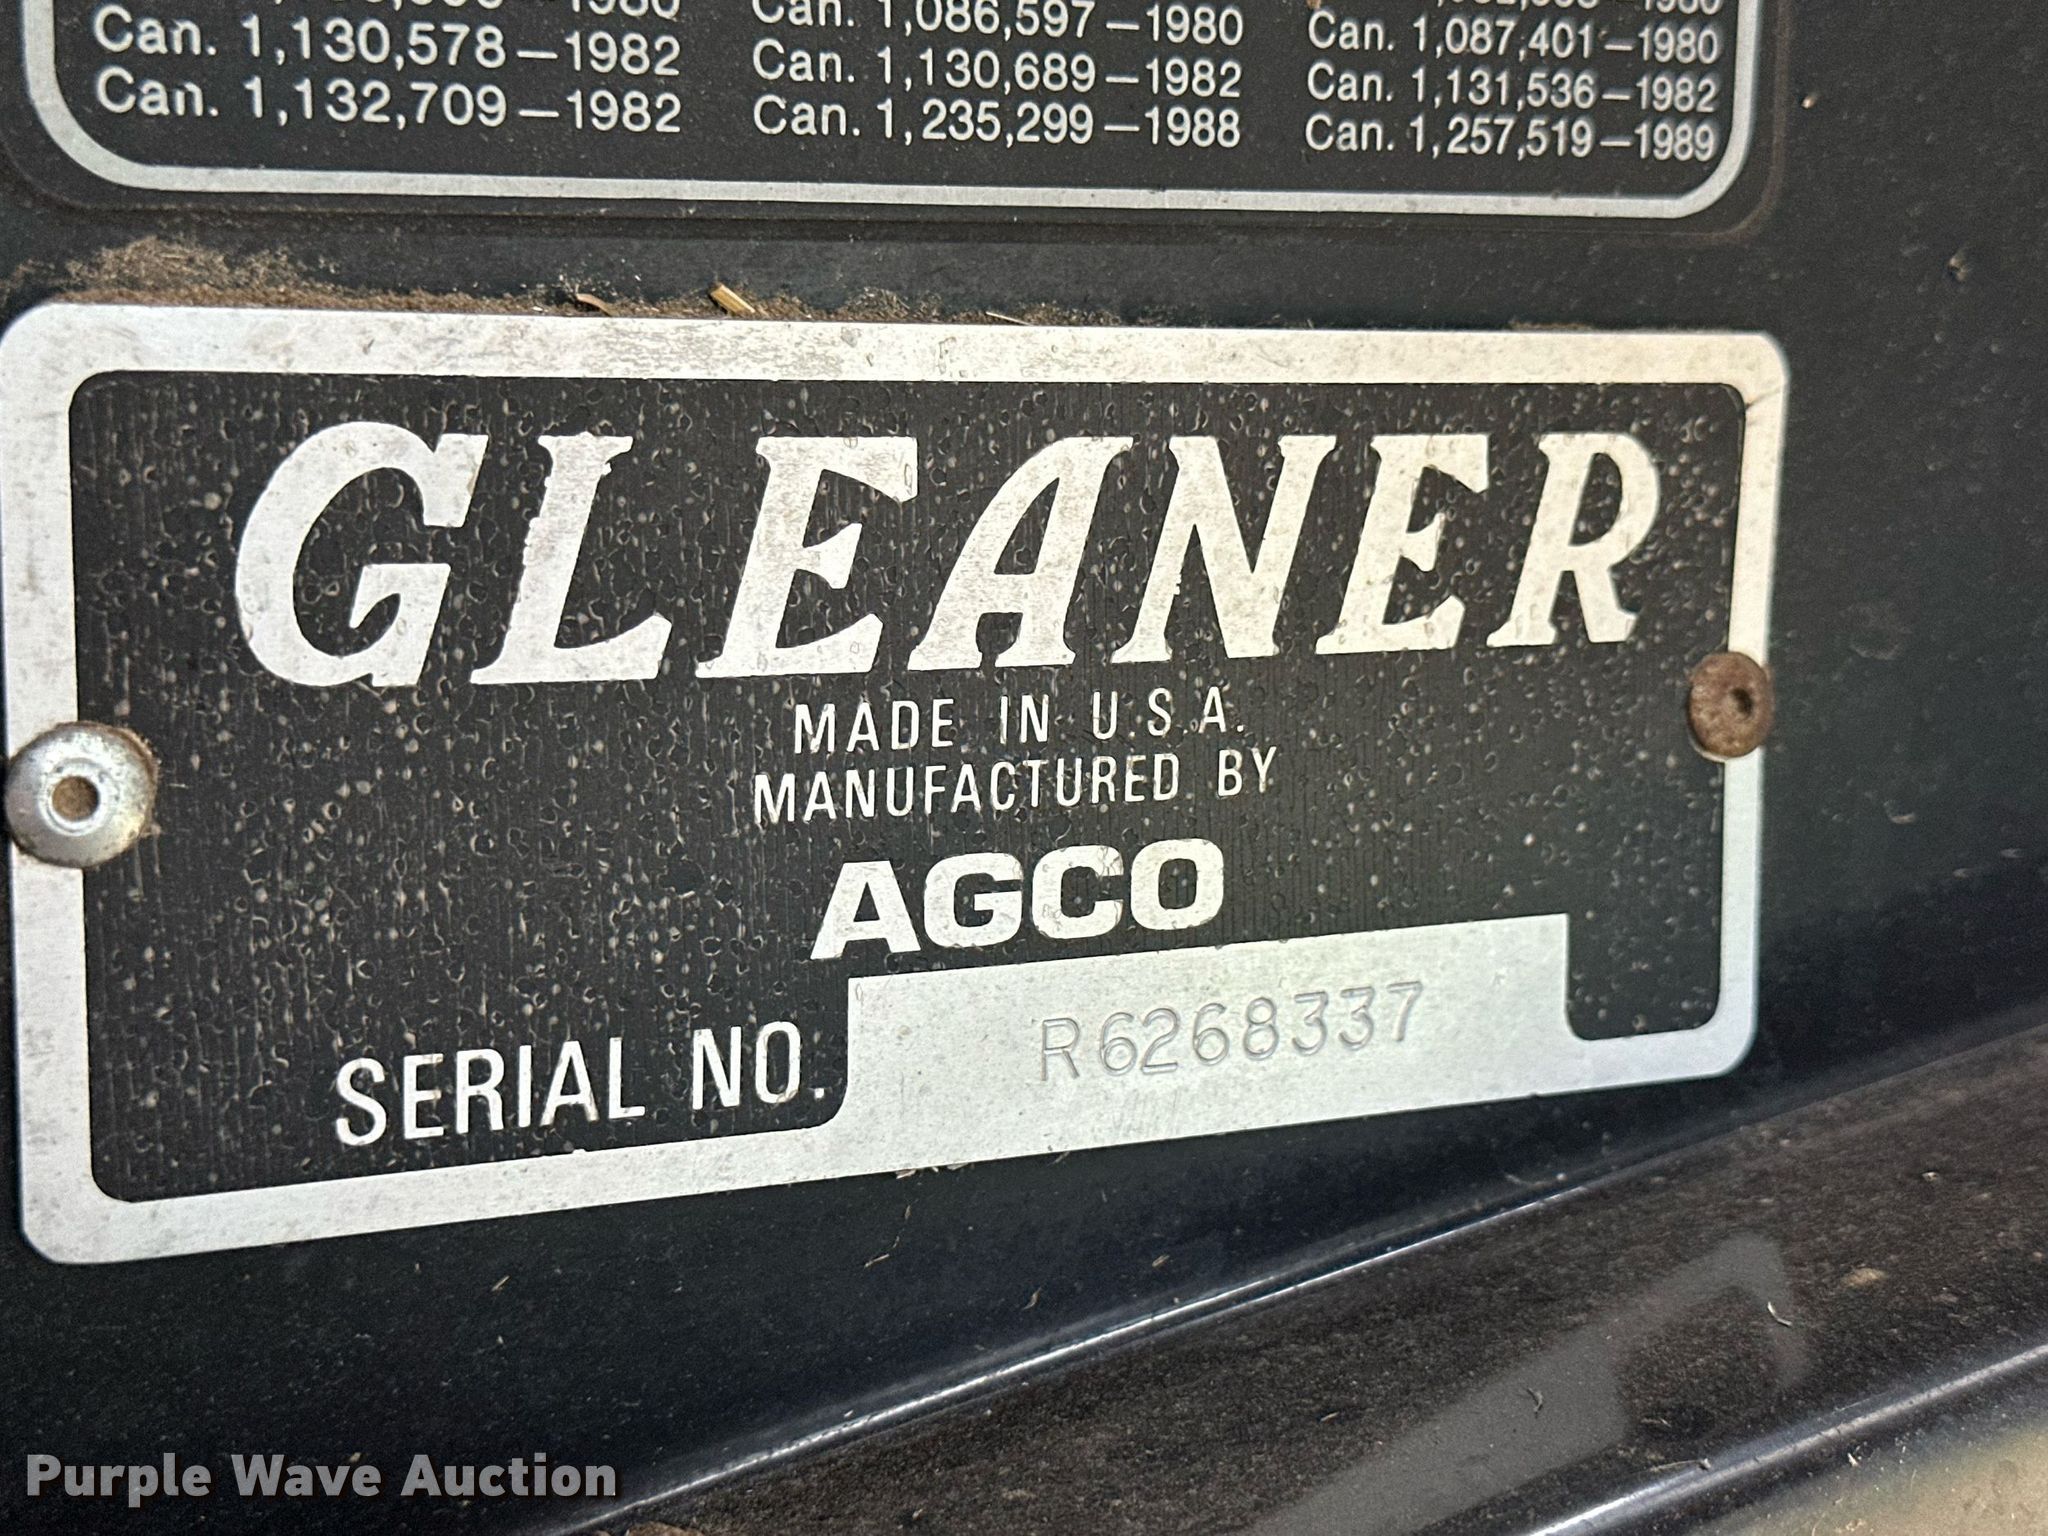 Can. 1,130,578–1982
Can. 1,132,709–1982
Can. 1,086,597–1980
Can. 1,130,689–1982
Can. 1,235,299–1988
Can. 1,087,401–1980
Can. 1,131,536–1982
Can. 1,257,519–1989
GLEANER
MADE IN U.S.A.
MANUFACTURED BY
AGCO
SERIAL NO. R6268337
Purple Wave Auction